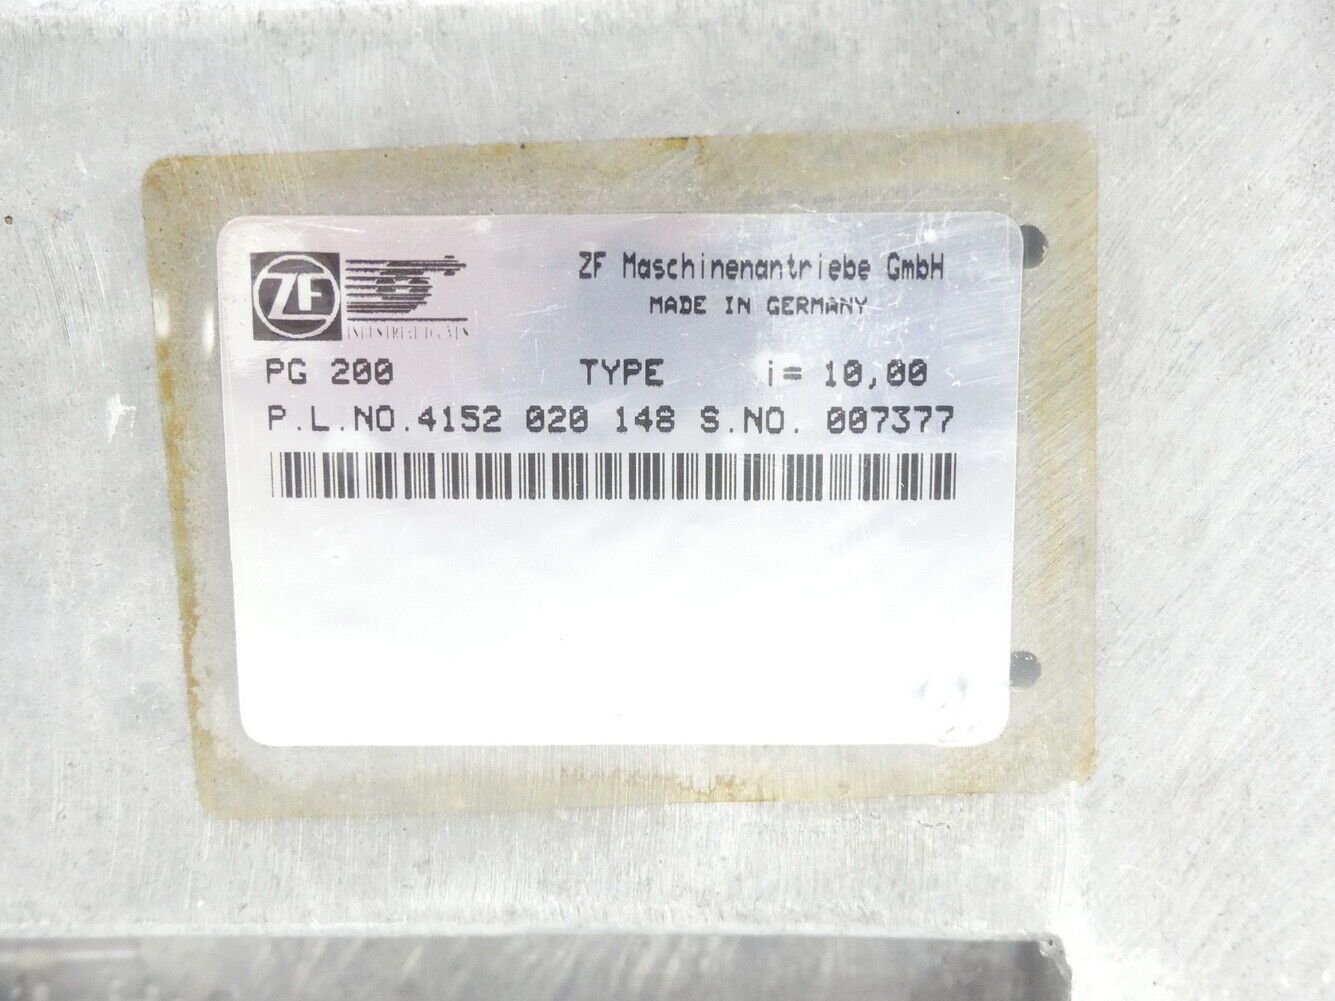 ZF
ZF Maschinenantriebe GmbH
MADE IN GERMANY
PG 200 TYPE i= 10,00
P.L.NO.4152 020 148 S.NO. 007377